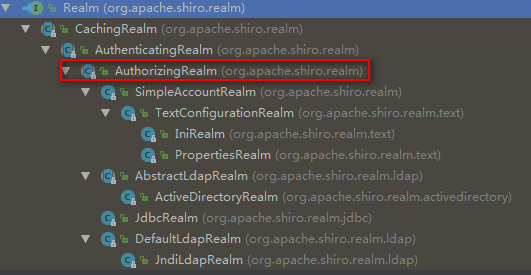 Realm (org.apache.shiro.realm)
CachingRealm (org.apache.shiro.realm)
AuthenticatingRealm (org.apache.shiro.realm)
AuthorizingRealm (org.apache.shiro.realm)
SimpleAccountRealm (org.apache.shiro.realm)
TextConfigurationRealm (org.apache.shiro.realm.text)
IniRealm (org.apache.shiro.realm.text)
PropertiesRealm (org.apache.shiro.realm.text)
AbstractLdapRealm (org.apache.shiro.realm.ldap)
ActiveDirectoryRealm (org.apache.shiro.realm.activedirectory)
JdbcRealm (org.apache.shiro.realm.jdbc)
DefaultLdapRealm (org.apache.shiro.realm.ldap)
JndiLdapRealm (org.apache.shiro.realm.ldap)